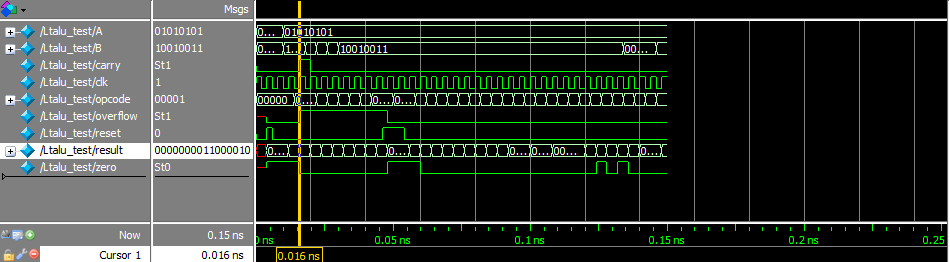 Msgs
/Ltalu_test/A 01010101 0... 01010101
/Ltalu_test/B 10010011 0... 1... 10010011 00...
/Ltalu_test/carry St1
/Ltalu_test/clk 1
/Ltalu_test/opcode 00001 00000 0... 0... 0...
/Ltalu_test/overflow St1
/Ltalu_test/reset 0
/Ltalu_test/result 0000000011000010 0... 0... 0... 0... 00... 0...
/Ltalu_test/zero St0
Now 0.15 ns ns 0.05 ns 0.1 ns 0.15 ns 0.2 ns 0.25
Cursor 1 0.016 ns 0.016 ns